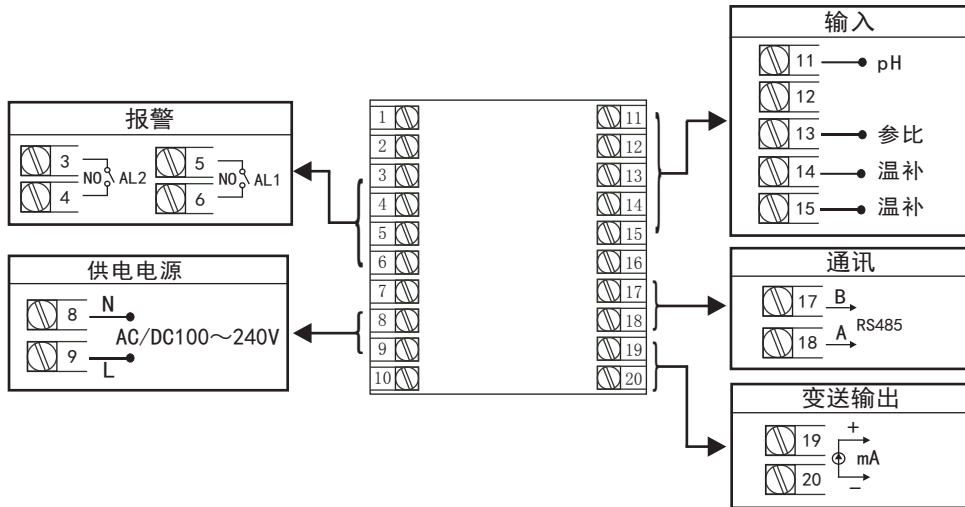 报警
3
NO AL2
4
5
NO AL1
6
供电电源
8 N
AC/DC100～240V
9 L
1
2
3
4
5
6
7
8
9
10
11
12
13
14
15
16
17
18
19
20
输入
11 pH
12
13 参比
14 温补
15 温补
通讯
17 B
RS485
18 A
变送输出
19 +
mA
20 −